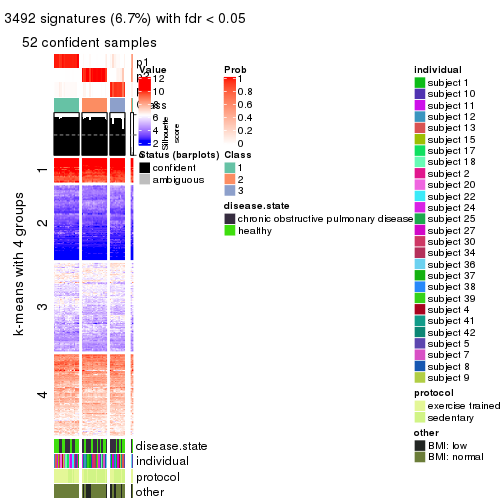 3492 signatures (6.7%) with fdr < 0.05
52 confident samples
p1
p2
p3
Class
Silhouette
score
k-means with 4 groups
1
2
3
4
disease.state
individual
protocol
other
Value
12
10
8
6
4
2
Status (barplots)
confident
ambiguous
Prob
1
0.8
0.6
0.4
0.2
0
Class
1
2
3
disease.state
chronic obstructive pulmonary disease
healthy
individual
subject 1
subject 10
subject 11
subject 12
subject 13
subject 15
subject 17
subject 18
subject 2
subject 20
subject 22
subject 24
subject 25
subject 27
subject 30
subject 34
subject 36
subject 37
subject 38
subject 39
subject 4
subject 41
subject 42
subject 5
subject 7
subject 8
subject 9
protocol
exercise trained
sedentary
other
BMI: low
BMI: normal